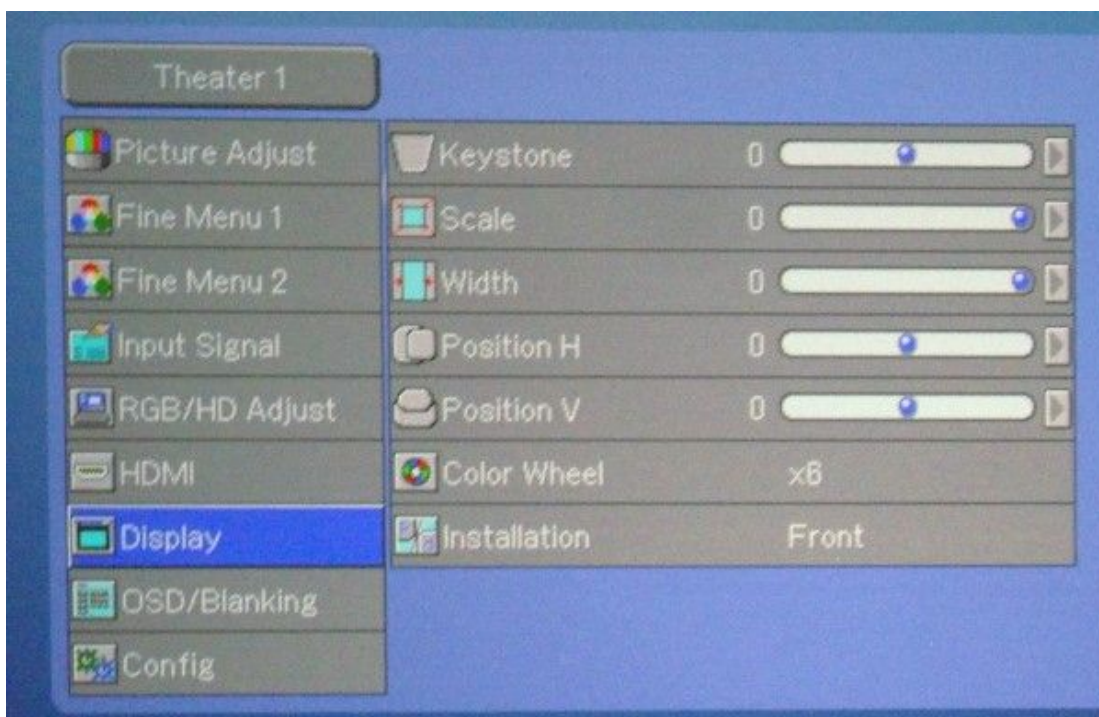 Theater 1
Picture Adjust
Fine Menu 1
Fine Menu 2
Input Signal
RGB/HD Adjust
HDMI
Display
OSD/Blanking
Config
Keystone 0
Scale 0
Width 0
Position H 0
Position V 0
Color Wheel x6
Installation Front